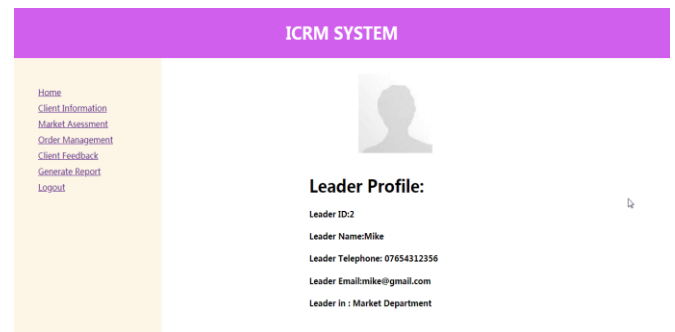 ICRM SYSTEM
Home
Client Information
Market Asessment
Order Management
Client Feedback
Generate Report
Logout
Leader Profile:
Leader ID:2
Leader Name:Mike
Leader Telephone: 07654312356
Leader Email:mike@gmail.com
Leader in : Market Department